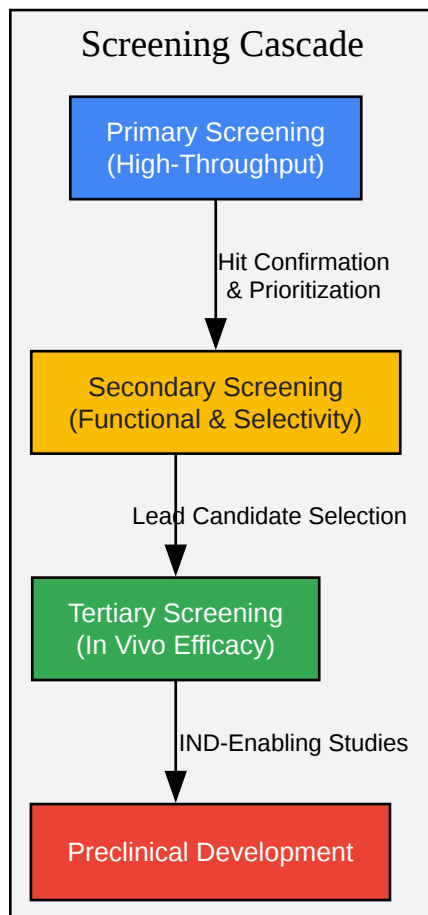 Screening Cascade
Primary Screening
(High-Throughput)
Hit Confirmation
& Prioritization
Secondary Screening
(Functional & Selectivity)
Lead Candidate Selection
Tertiary Screening
(In Vivo Efficacy)
IND-Enabling Studies
Preclinical Development